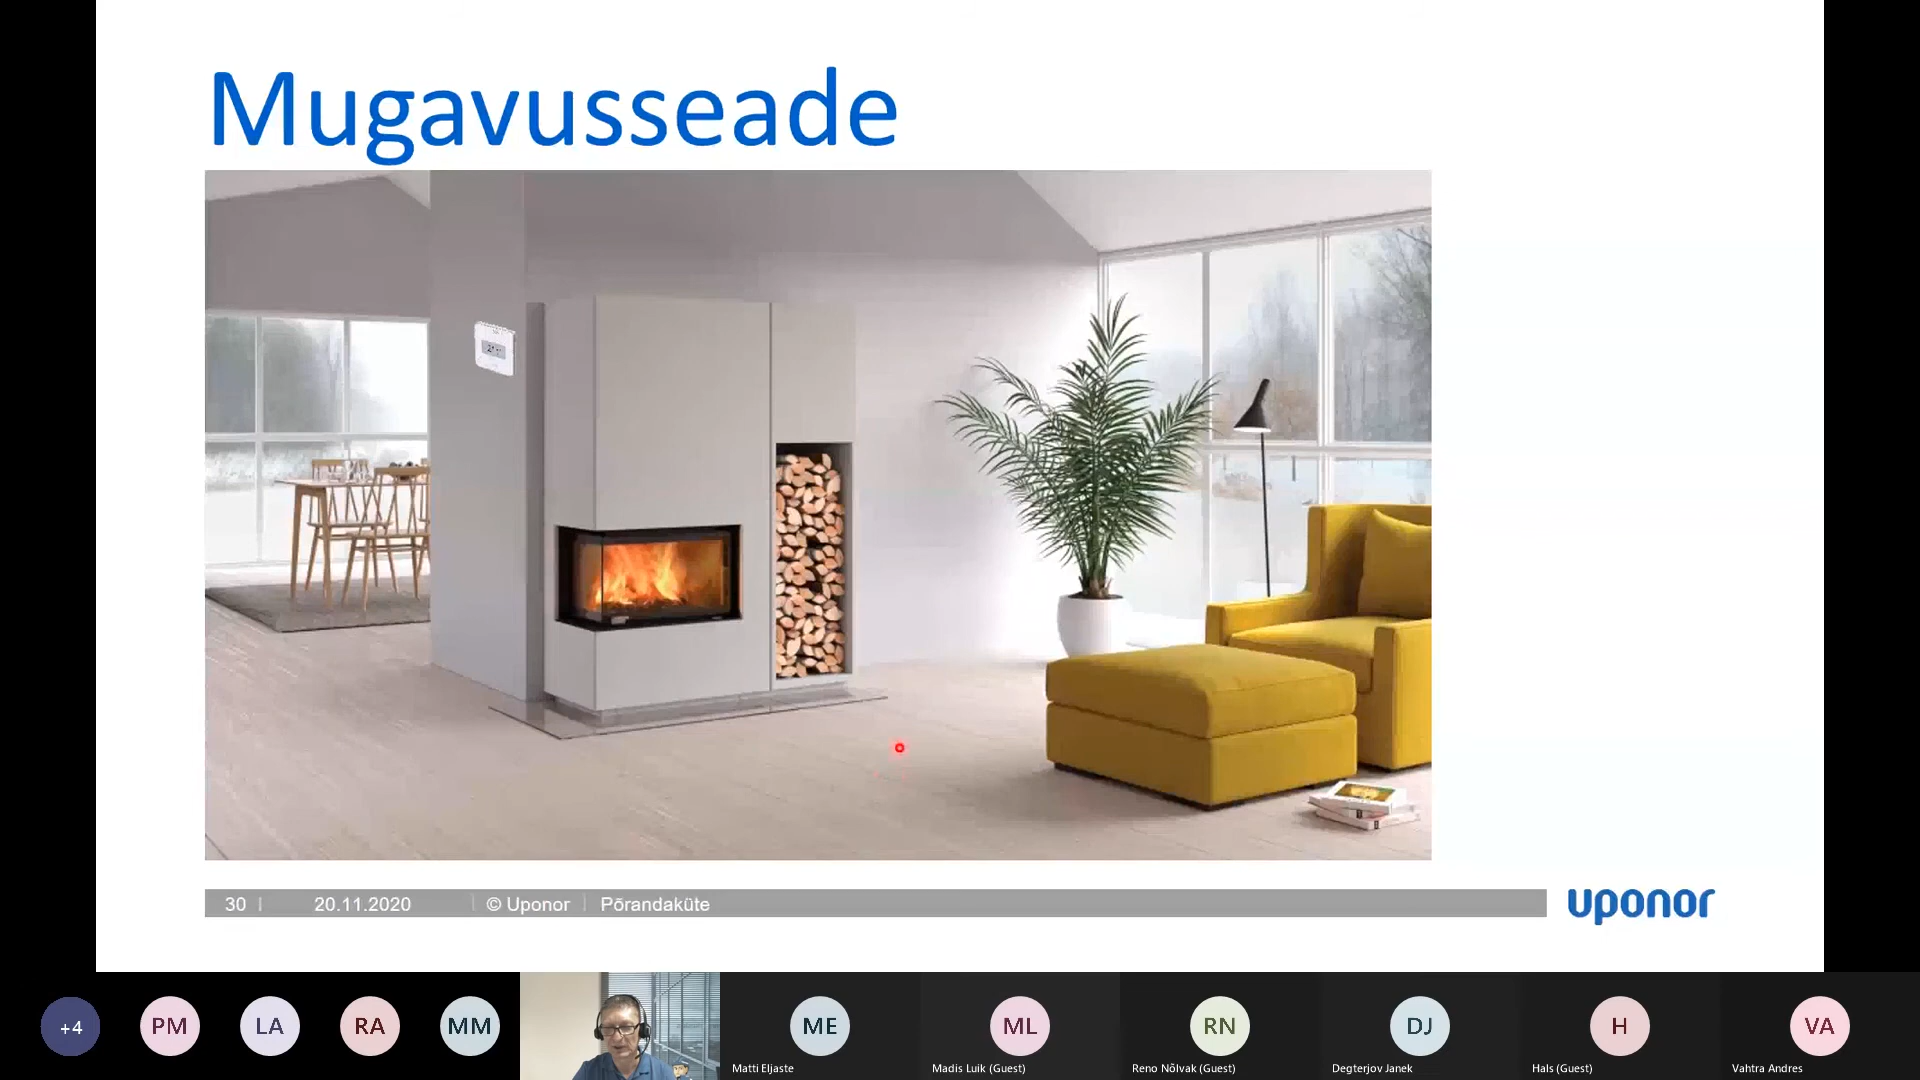 Mugavusseade
30 20.11.2020 © Uponor Põrandaküte
uponor
+4 PM LA RA MM ME ML RN DJ H VA
Matti Eljaste Madis Luik (Guest) Reno Nõlvak (Guest) Degterjov Janek Hals (Guest) Vahtra Andres